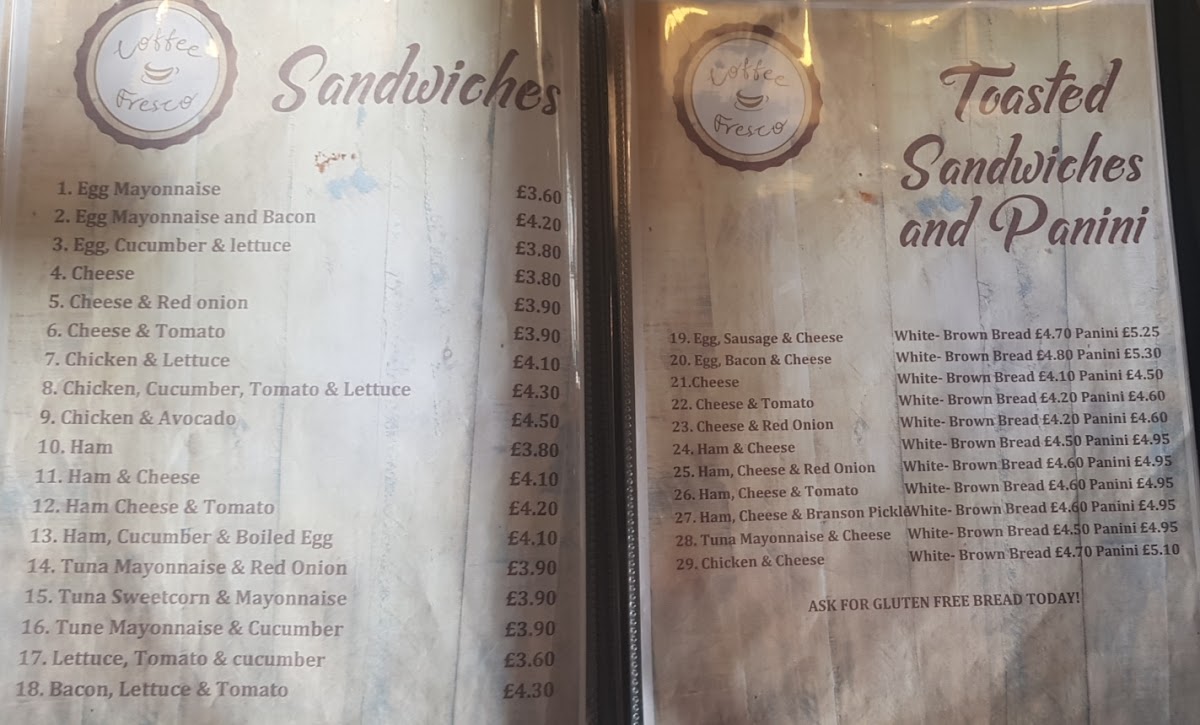 Coffee
Fresco
Sandwiches
1. Egg Mayonnaise £3.60
2. Egg Mayonnaise and Bacon £4.20
3. Egg, Cucumber & lettuce £3.80
4. Cheese £3.80
5. Cheese & Red onion £3.90
6. Cheese & Tomato £3.90
7. Chicken & Lettuce £4.10
8. Chicken, Cucumber, Tomato & Lettuce £4.30
9. Chicken & Avocado £4.50
10. Ham £3.80
11. Ham & Cheese £4.10
12. Ham Cheese & Tomato £4.20
13. Ham, Cucumber & Boiled Egg £4.10
14. Tuna Mayonnaise & Red Onion £3.90
15. Tuna Sweetcorn & Mayonnaise £3.90
16. Tune Mayonnaise & Cucumber £3.90
17. Lettuce, Tomato & cucumber £3.60
18. Bacon, Lettuce & Tomato £4.30
Coffee
Fresco
Toasted
Sandwiches
and Panini
19. Egg, Sausage & Cheese White- Brown Bread £4.70 Panini £5.25
20. Egg, Bacon & Cheese White- Brown Bread £4.80 Panini £5.30
21.Cheese White- Brown Bread £4.10 Panini £4.50
22. Cheese & Tomato White- Brown Bread £4.20 Panini £4.60
23. Cheese & Red Onion White- Brown Bread £4.20 Panini £4.60
24. Ham & Cheese White- Brown Bread £4.50 Panini £4.95
25. Ham, Cheese & Red Onion White- Brown Bread £4.60 Panini £4.95
26. Ham, Cheese & Tomato White- Brown Bread £4.60 Panini £4.95
27. Ham, Cheese & Branson Pickle White- Brown Bread £4.60 Panini £4.95
28. Tuna Mayonnaise & Cheese White- Brown Bread £4.50 Panini £4.95
29. Chicken & Cheese White- Brown Bread £4.70 Panini £5.10
ASK FOR GLUTEN FREE BREAD TODAY!